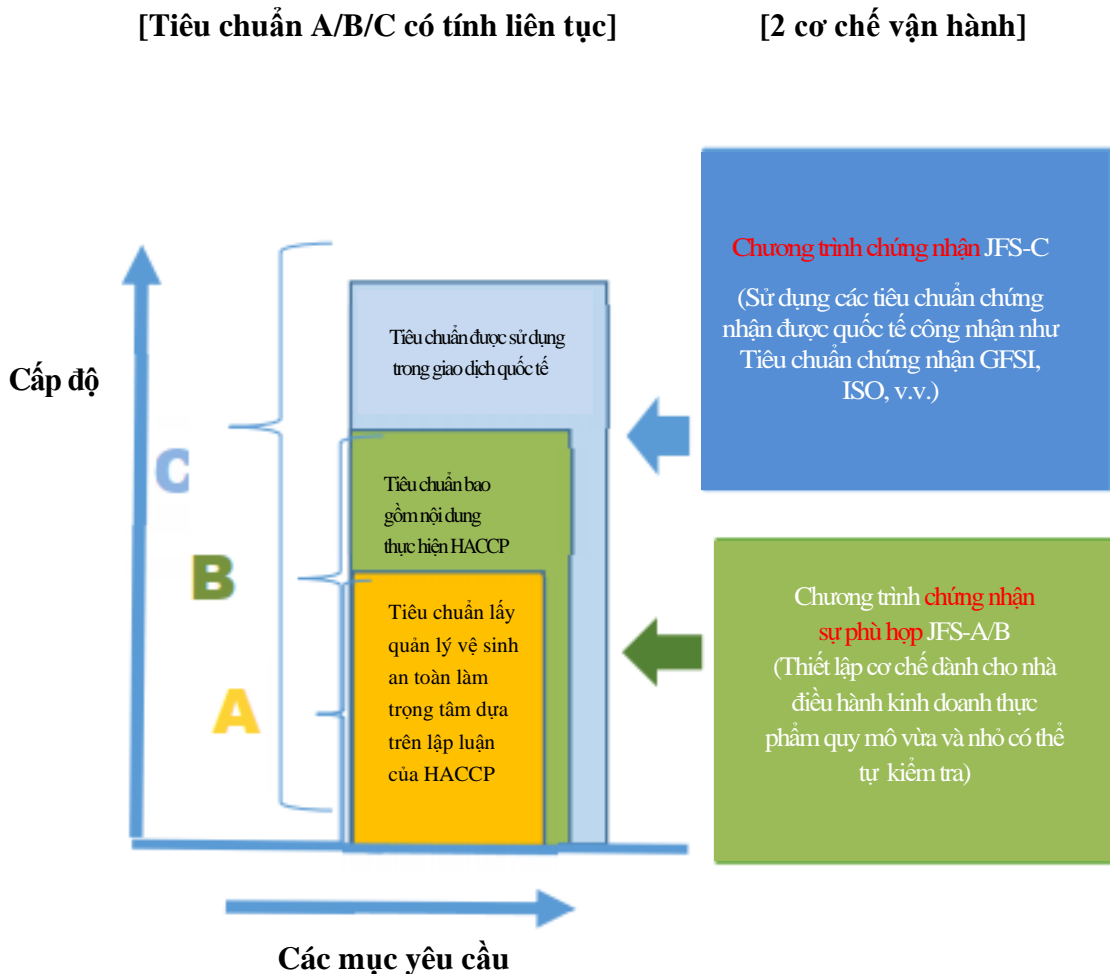 [Tiêu chuẩn A/B/C có tính liên tục]
[2 cơ chế vận hành]
Cấp độ
C
B
A
Tiêu chuẩn được sử dụng
trong giao dịch quốc tế
Tiêu chuẩn bao
gồm nội dung
thực hiện HACCP
Tiêu chuẩn lấy
quản lý vệ sinh
an toàn làm
trọng tâm dựa
trên lập luận
của HACCP
Chương trình chứng nhận JFS-C
(Sử dụng các tiêu chuẩn chứng
nhận được quốc tế công nhận như
Tiêu chuẩn chứng nhận GFSI,
ISO, v.v.)
Chương trình chứng nhận
sự phù hợp JFS-A/B
(Thiết lập cơ chế dành cho nhà
điều hành kinh doanh thực
phẩm quy mô vừa và nhỏ có thể
tự kiểm tra)
Các mục yêu cầu